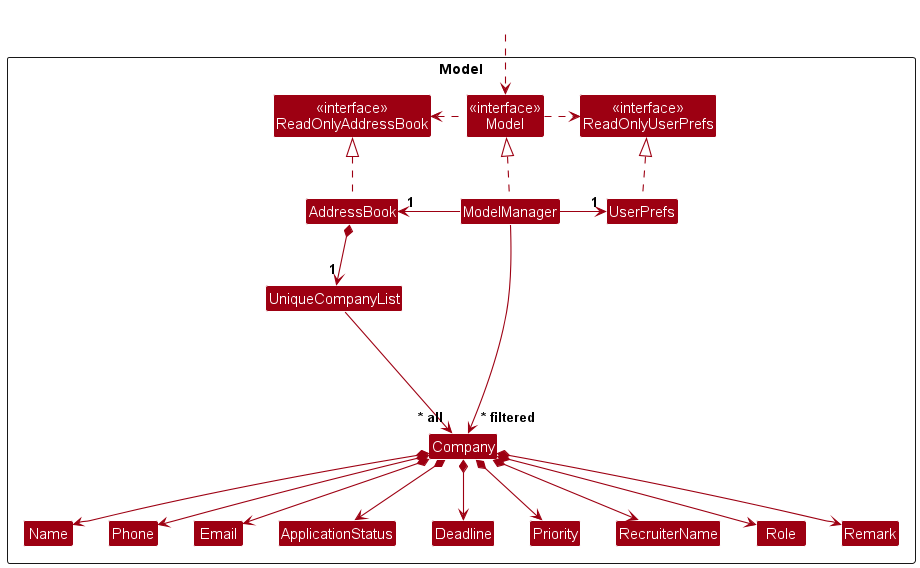 Model
«interface»
ReadOnlyAddressBook
«interface»
Model
«interface»
ReadOnlyUserPrefs
AddressBook
1
ModelManager
1
UserPrefs
1
UniqueCompanyList
* all
* filtered
Company
Name
Phone
Email
ApplicationStatus
Deadline
Priority
RecruiterName
Role
Remark